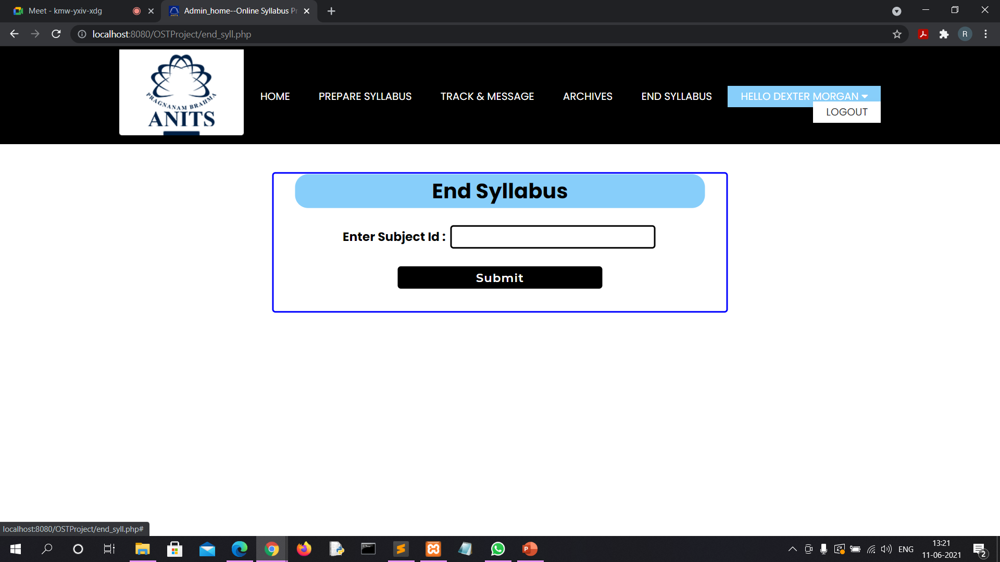 Meet - kmw-yxiv-xdg
Admin_home--Online Syllabus Pr
localhost:8080/OSTProject/end_syll.php
R
PRAGNANAM BRAHMA
ANITS
HOME
PREPARE SYLLABUS
TRACK & MESSAGE
ARCHIVES
END SYLLABUS
HELLO DEXTER MORGAN
LOGOUT
End Syllabus
Enter Subject Id :
Submit
localhost:8080/OSTProject/end_syll.php#
ENG
13:21
11-06-2021
2